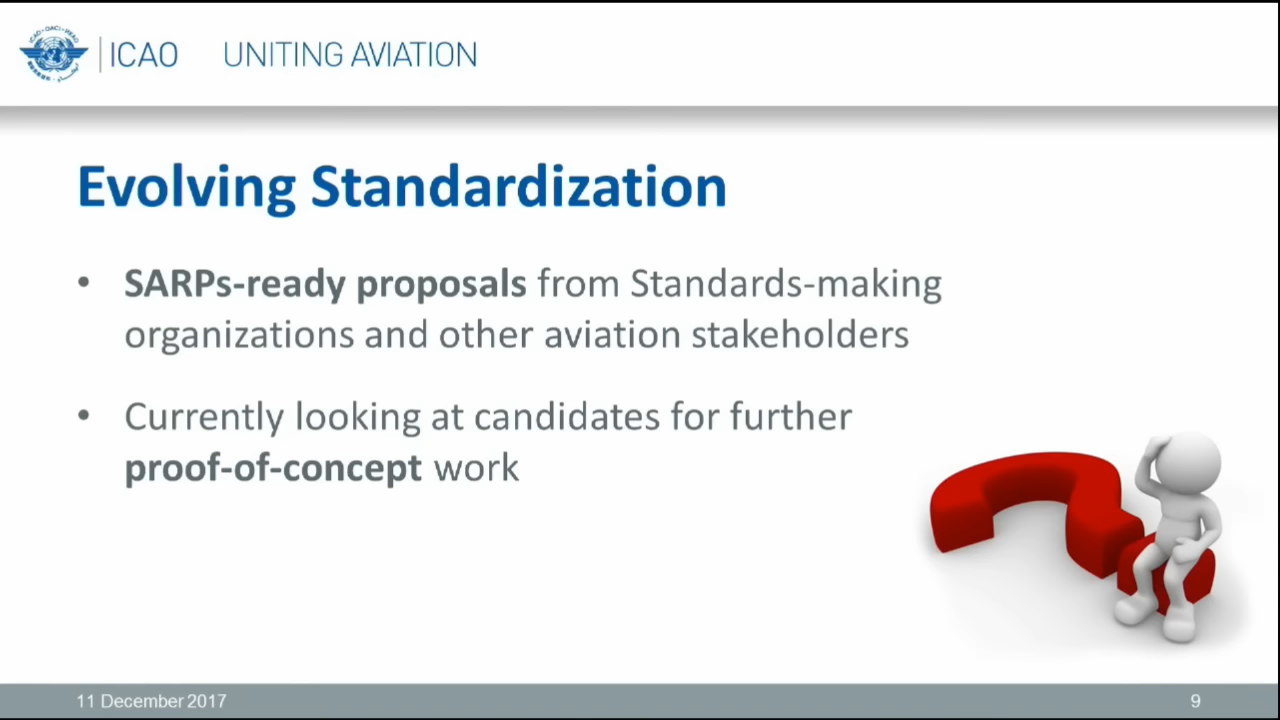 ICAO UNITING AVIATION
Evolving Standardization
• SARPs-ready proposals from Standards-making
organizations and other aviation stakeholders
• Currently looking at candidates for further
proof-of-concept work
11 December 2017
9